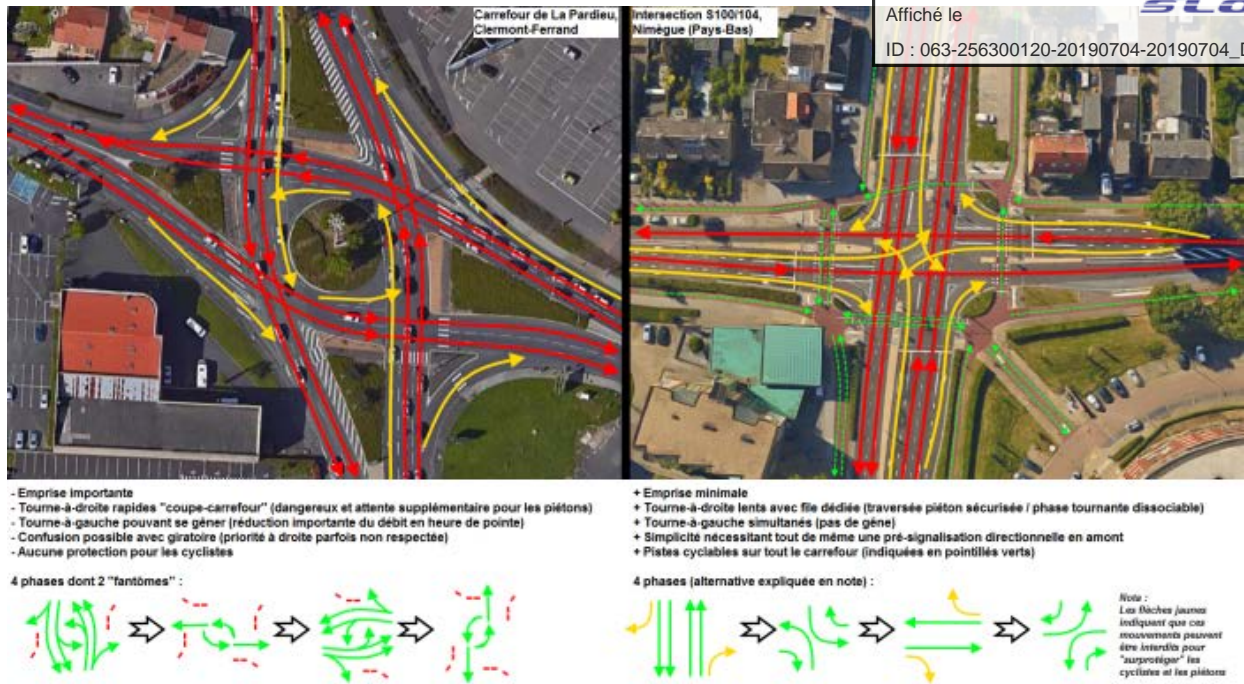 Carrefour de La Pardieu,
Clermont-Ferrand
Intersection S100/104,
Nimègue (Pays-Bas)
Affiché le
ID : 063-256300120-20190704-20190704_D
- Emprise importante
- Tourne-à-droite rapides "coupe-carrefour" (dangereux et attente supplémentaire pour les piétons)
- Tourne-à-gauche pouvant se gêner (réduction importante du débit en heure de pointe)
- Confusion possible avec giratoire (priorité à droite parfois non respectée)
- Aucune protection pour les cyclistes
4 phases dont 2 "fantômes" :
+ Emprise minimale
+ Tourne-à-droite lents avec file dédiée (traversée piéton sécurisée / phase tournante dissociable)
+ Tourne-à-gauche simultanés (pas de gêne)
+ Simplicité nécessitant tout de même une pré-signalisation directionnelle en amont
+ Pistes cyclables sur tout le carrefour (indiquées en pointillés verts)
4 phases (alternative expliquée en note) :
Note :
Les flèches jaunes
indiquent que ces
mouvements peuvent
être interdits pour
"surprotéger" les
cyclistes et les piétons